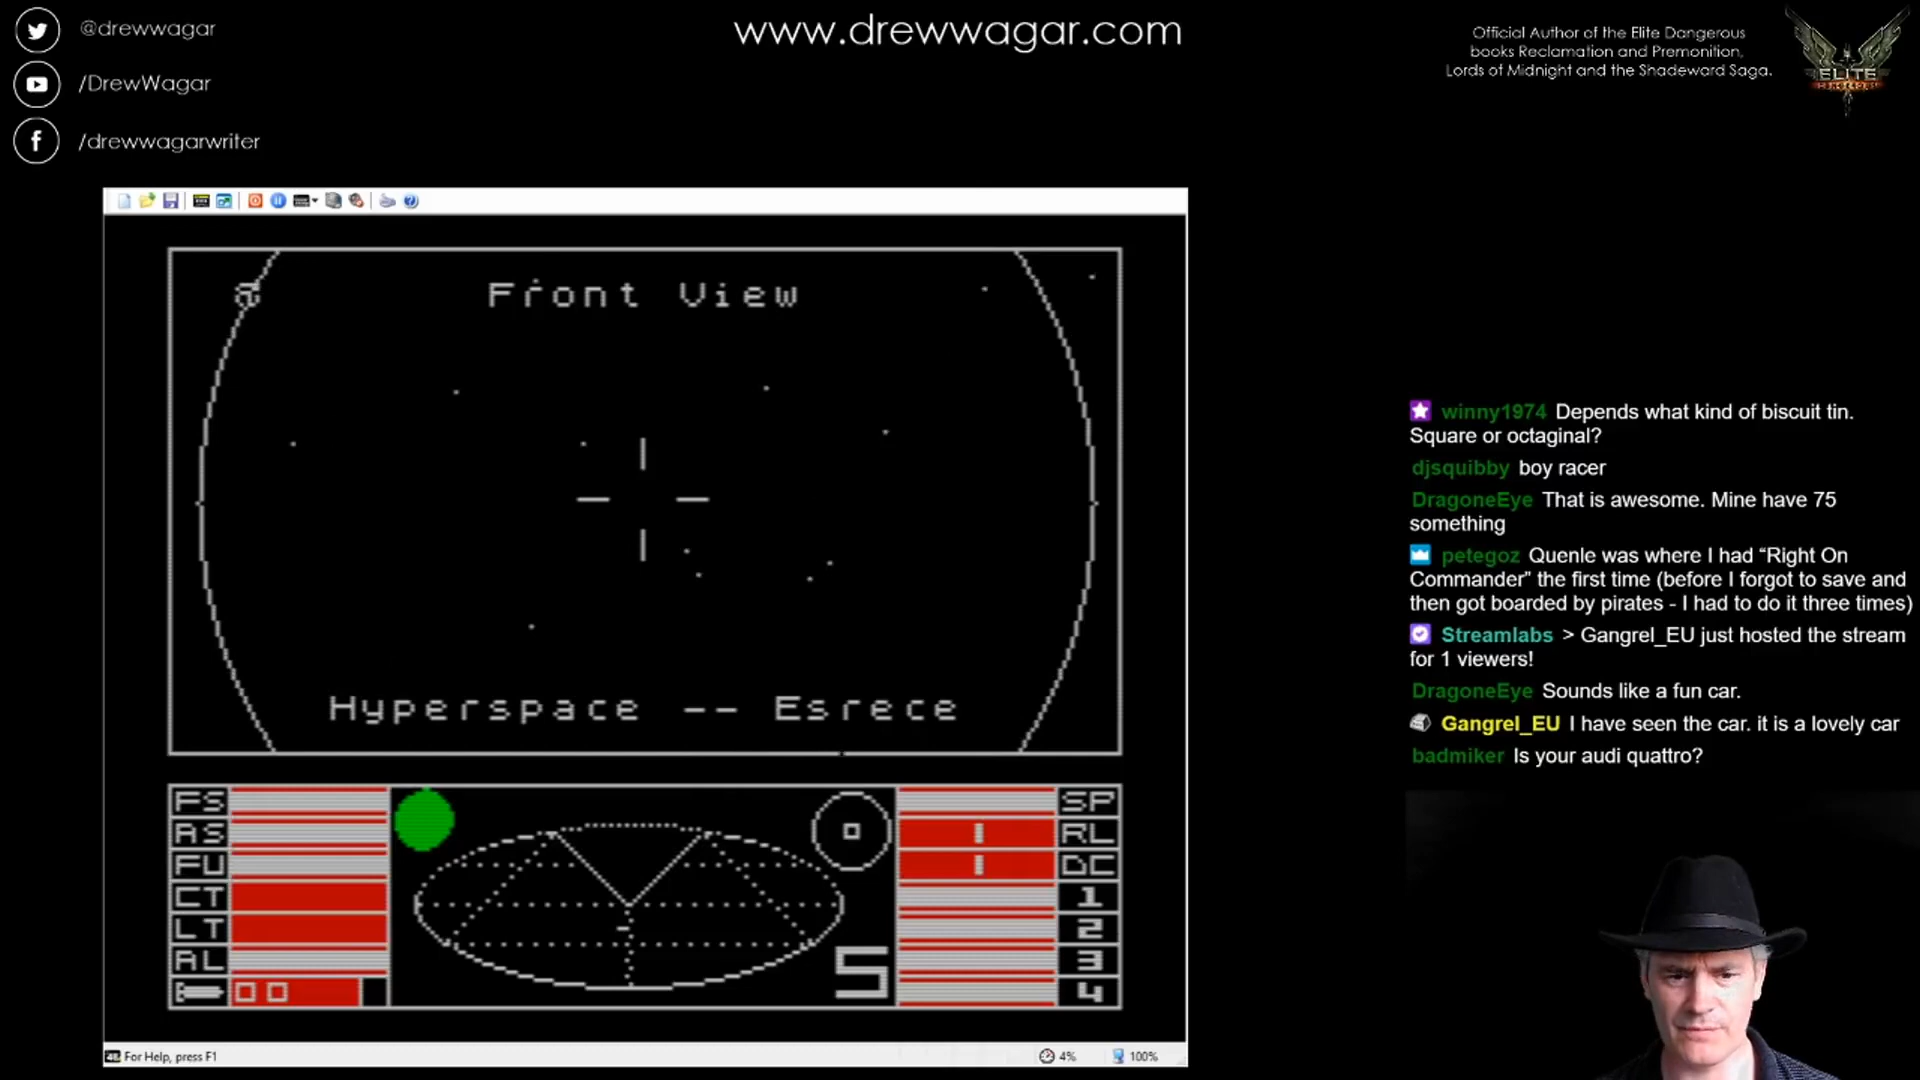 @drewwagar
/DrewWagar
/drewwagarwriter
www.drewwagar.com
Official Author of the Elite Dangerous
books Reclamation and Premonition,
Lords of Midnight and the Shadeward Saga.
ELITE
DANGEROUS
@
Front View
Hyperspace -- Esrece
FS
AS
FU
CT
LT
AL
S
SP
RL
DC
1
2
3
4
For Help, press F1
4%
100%
winny1974 Depends what kind of biscuit tin.
Square or octaginal?
djsquibby boy racer
DragoneEye That is awesome. Mine have 75
something
petegoz Quenle was where I had “Right On
Commander” the first time (before I forgot to save and
then got boarded by pirates - I had to do it three times)
Streamlabs > Gangrel_EU just hosted the stream
for 1 viewers!
DragoneEye Sounds like a fun car.
Gangrel_EU I have seen the car. it is a lovely car
badmiker Is your audi quattro?